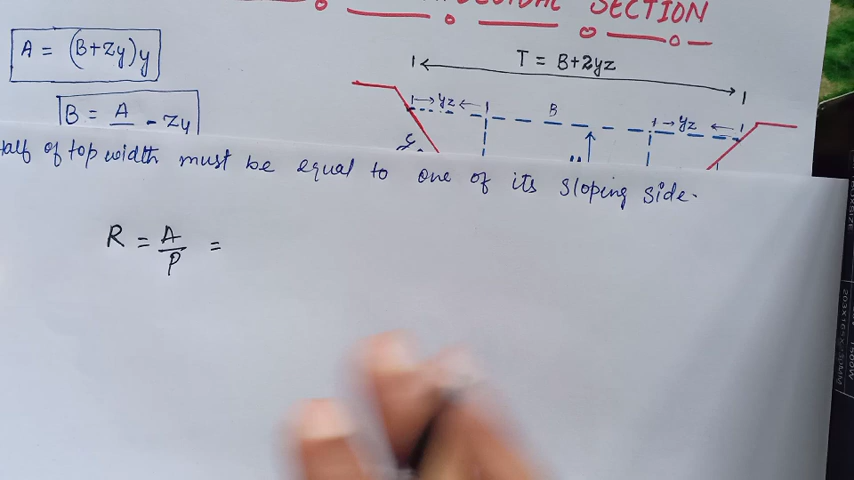 SECTION
A = (B+zy)y
T = B+2yz
yz
B
yz
B = A - zy
Half of top width must be equal to one of its sloping side.
R = A/P =